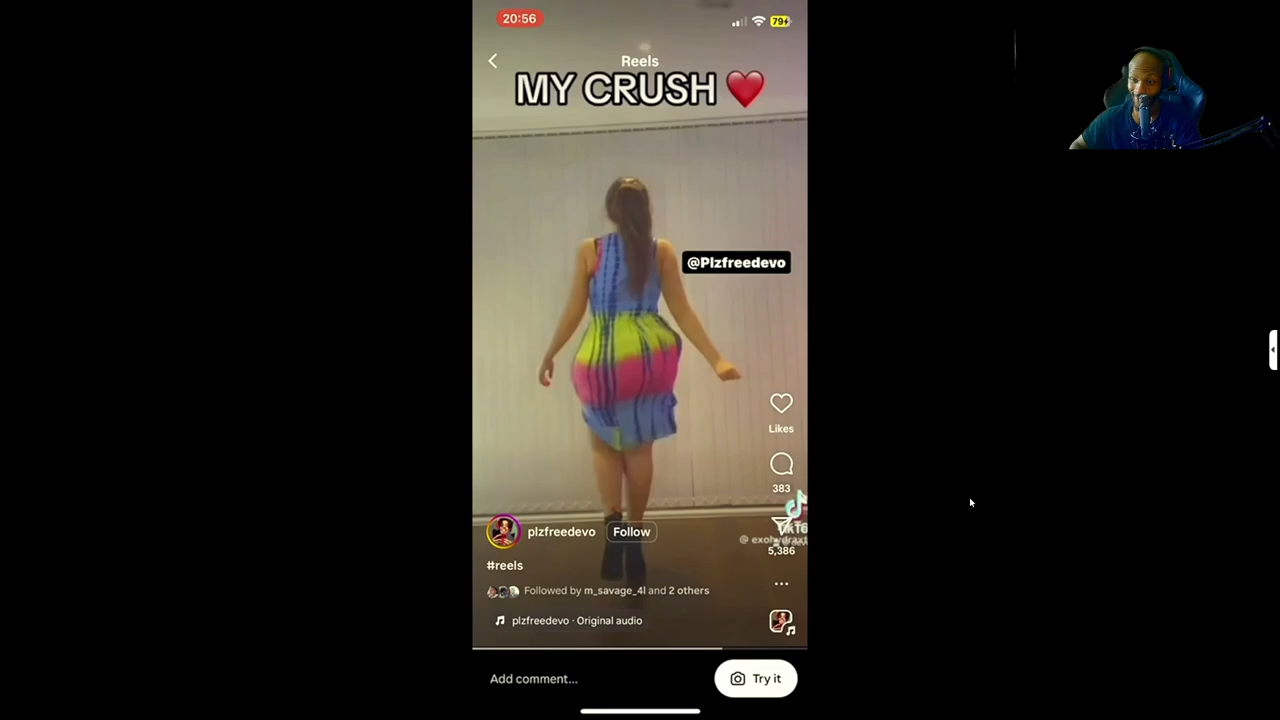 20:56
79
Reels
MY CRUSH ❤️
@Plzfreedevo
Likes
383
5,386
plzfreedevo
Follow
#reels
Followed by m_savage_4l and 2 others
plzfreedevo · Original audio
Add comment...
Try it